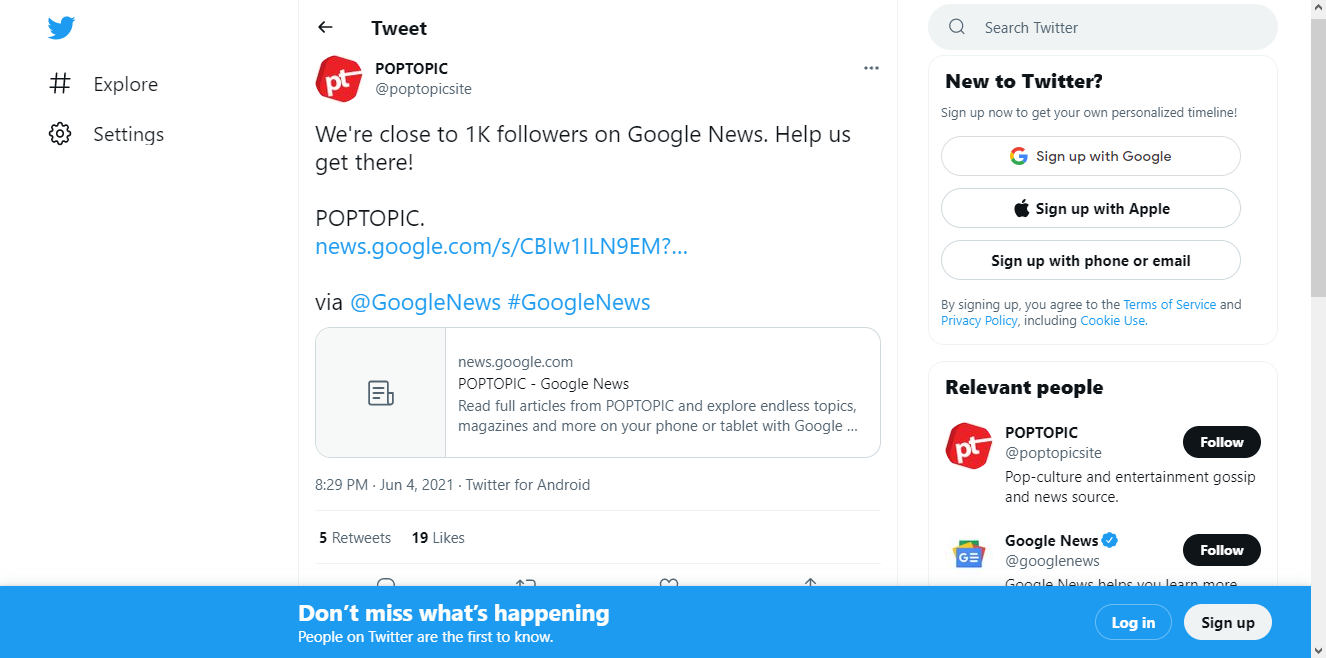 Explore
Settings
Tweet
POPTOPIC
@poptopicsite
We're close to 1K followers on Google News. Help us
get there!
POPTOPIC.
news.google.com/s/CBIw1ILN9EM?...
via @GoogleNews #GoogleNews
news.google.com
POPTOPIC - Google News
Read full articles from POPTOPIC and explore endless topics,
magazines and more on your phone or tablet with Google ...
8:29 PM · Jun 4, 2021 · Twitter for Android
5 Retweets 19 Likes
Search Twitter
New to Twitter?
Sign up now to get your own personalized timeline!
Sign up with Google
Sign up with Apple
Sign up with phone or email
By signing up, you agree to the Terms of Service and
Privacy Policy, including Cookie Use.
Relevant people
pt
POPTOPIC
Follow
@poptopicsite
Pop-culture and entertainment gossip
and news source.
Google News
Follow
@googlenews
Google News helps you learn more
Don't miss what's happening
People on Twitter are the first to know.
Log in
Sign up